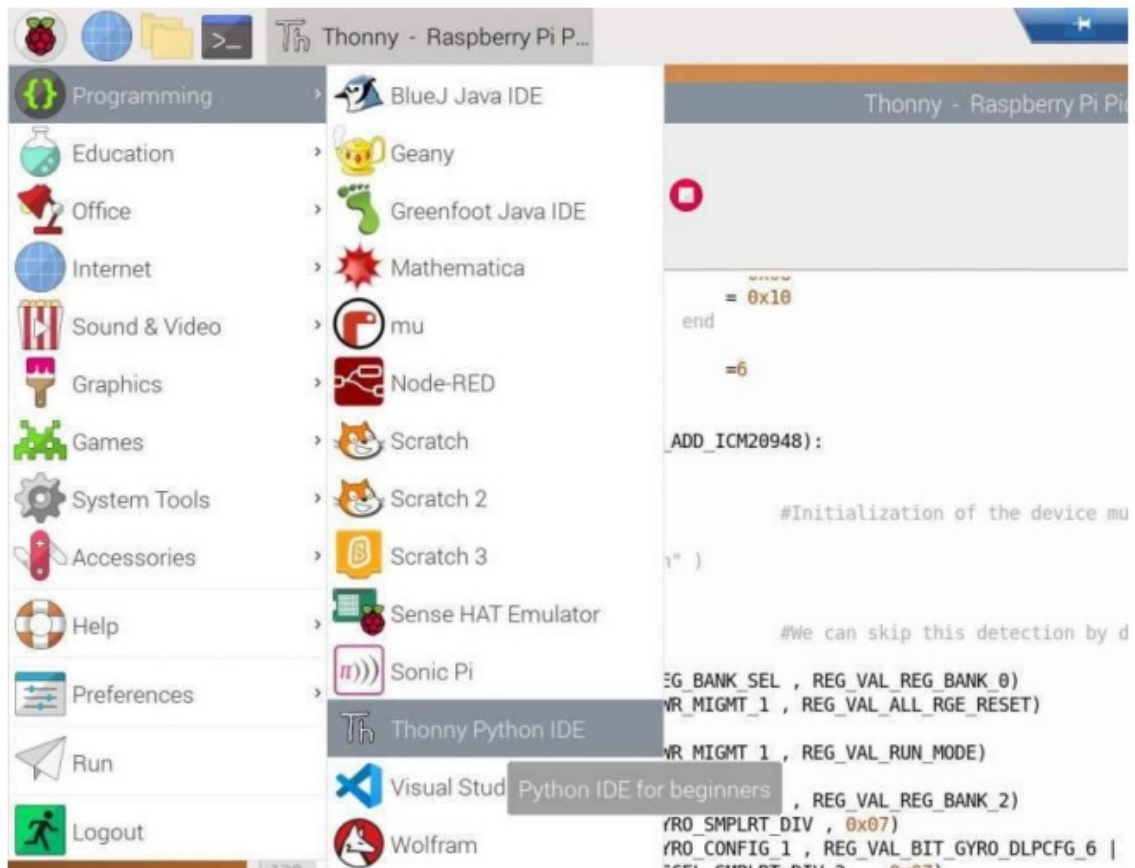 Thonny - Raspberry Pi P...
Programming
Education
Office
Internet
Sound & Video
Graphics
Games
System Tools
Accessories
Help
Preferences
Run
Logout
BlueJ Java IDE
Geany
Greenfoot Java IDE
Mathematica
mu
Node-RED
Scratch
Scratch 2
Scratch 3
Sense HAT Emulator
Sonic Pi
Thonny Python IDE
Visual Stud
Python IDE for beginners
Wolfram
Thonny - Raspberry Pi Pi
= 0x10
end
=6
_ADD_ICM20948):
#Initialization of the device mu
" )
#We can skip this detection by d
EG_BANK_SEL , REG_VAL_REG_BANK_0)
WR_MIGMT_1 , REG_VAL_ALL_RGE_RESET)
WR_MIGMT_1 , REG_VAL_RUN_MODE)
, REG_VAL_REG_BANK_2)
YRO_SMPLRT_DIV , 0x07)
YRO_CONFIG_1 , REG_VAL_BIT_GYRO_DLPCFG_6 |